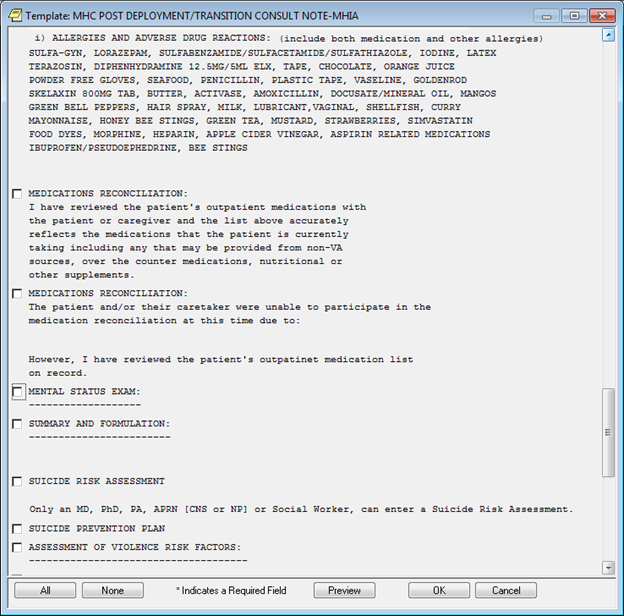 Template: MHC POST DEPLOYMENT/TRANSITION CONSULT NOTE-MHIA
i) ALLERGIES AND ADVERSE DRUG REACTIONS: (include both medication and other allergies)
SULFA-GYN, LORAZEPAM, SULFABENZAMIDE/SULFACETAMIDE/SULFATHIAZOLE, IODINE, LATEX
TERAZOSIN, DIPHENHYDRAMINE 12.5MG/5ML ELX, TAPE, CHOCOLATE, ORANGE JUICE
POWDER FREE GLOVES, SEAFOOD, PENICILLIN, PLASTIC TAPE, VASELINE, GOLDENROD
SKELAXIN 800MG TAB, BUTTER, ACTIVASE, AMOXICILLIN, DOCUSATE/MINERAL OIL, MANGOS
GREEN BELL PEPPERS, HAIR SPRAY, MILK, LUBRICANT,VAGINAL, SHELLFISH, CURRY
MAYONNAISE, HONEY BEE STINGS, GREEN TEA, MUSTARD, STRAWBERRIES, SIMVASTATIN
FOOD DYES, MORPHINE, HEPARIN, APPLE CIDER VINEGAR, ASPIRIN RELATED MEDICATIONS
IBUPROFEN/PSEUDOEPHEDRINE, BEE STINGS
MEDICATIONS RECONCILIATION:
I have reviewed the patient's outpatient medications with
the patient or caregiver and the list above accurately
reflects the medications that the patient is currently
taking including any that may be provided from non-VA
sources, over the counter medications, nutritional or
other supplements.
MEDICATIONS RECONCILIATION:
The patient and/or their caretaker were unable to participate in the
medication reconciliation at this time due to:
However, I have reviewed the patient's outpatinet medication list
on record.
MENTAL STATUS EXAM:
-------------------
SUMMARY AND FORMULATION:
------------------------
SUICIDE RISK ASSESSMENT
Only an MD, PhD, PA, APRN [CNS or NP] or Social Worker, can enter a Suicide Risk Assessment.
SUICIDE PREVENTION PLAN
ASSESSMENT OF VIOLENCE RISK FACTORS:
-------------------------------------
All None * Indicates a Required Field Preview OK Cancel